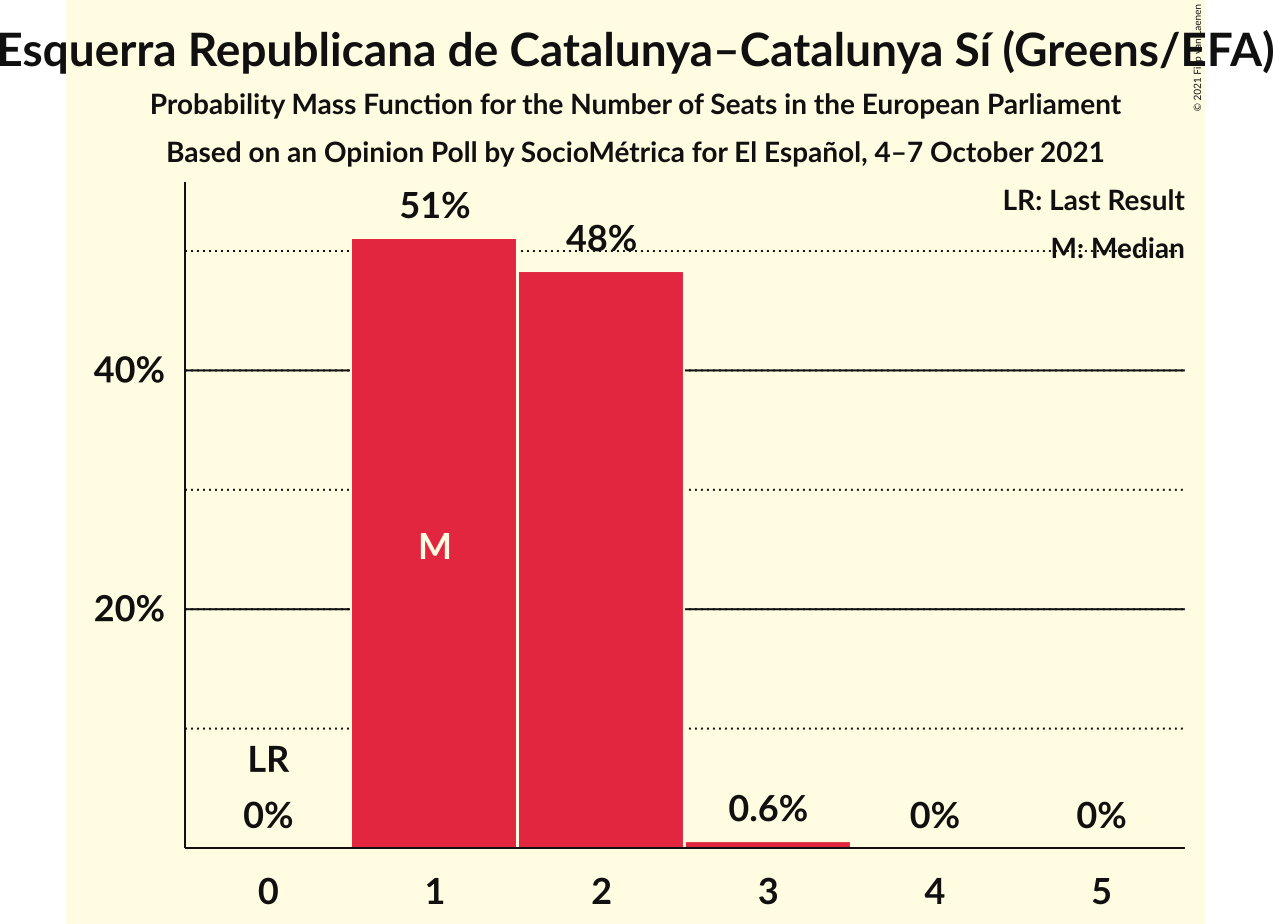 Esquerra Republicana de Catalunya–Catalunya Sí (Greens/EFA)
Probability Mass Function for the Number of Seats in the European Parliament
Based on an Opinion Poll by SocioMétrica for El Español, 4–7 October 2021
© 2021
LR: Last Result
M: Median
51%
48%
40%
M
20%
LR
0%
0.6%
0%
0%
0 1 2 3 4 5